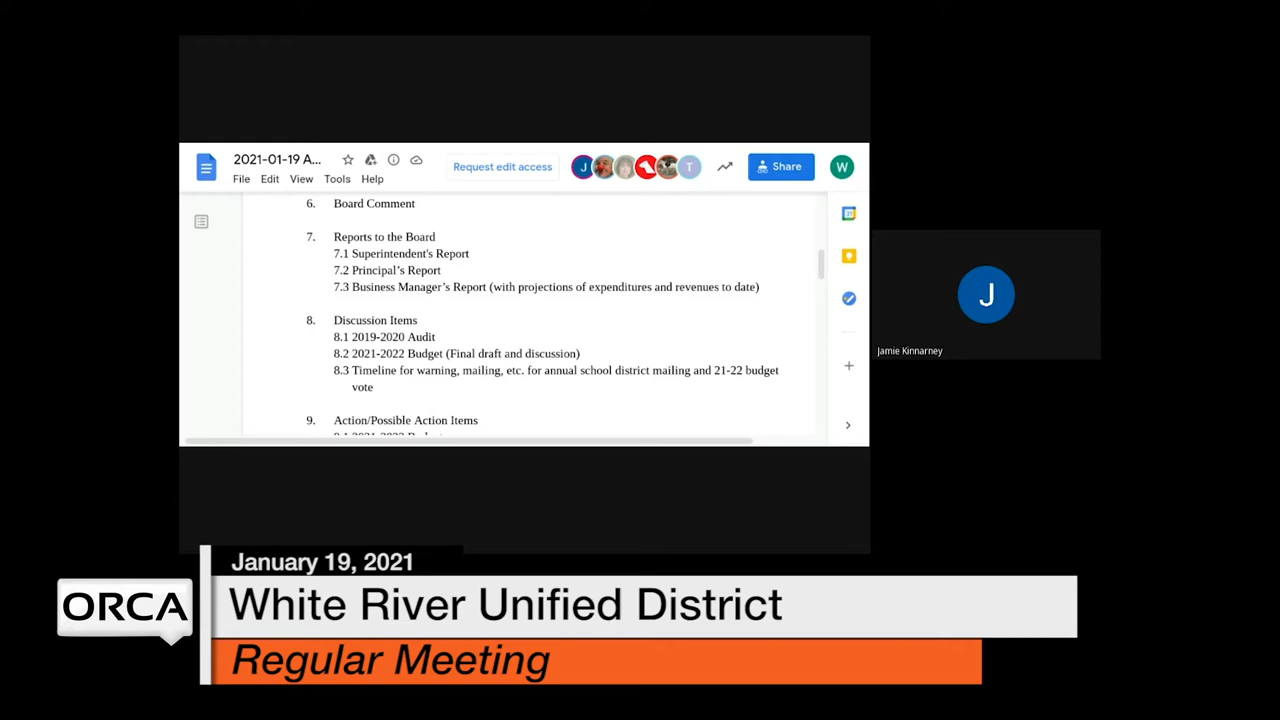 2021-01-19 A...
File Edit View Tools Help
Request edit access
J
T
Share
W
6. Board Comment
7. Reports to the Board
7.1 Superintendent's Report
7.2 Principal's Report
7.3 Business Manager's Report (with projections of expenditures and revenues to date)
8. Discussion Items
8.1 2019-2020 Audit
8.2 2021-2022 Budget (Final draft and discussion)
8.3 Timeline for warning, mailing, etc. for annual school district mailing and 21-22 budget
vote
9. Action/Possible Action Items
J
Jamie Kinnarney
January 19, 2021
ORCA
White River Unified District
Regular Meeting